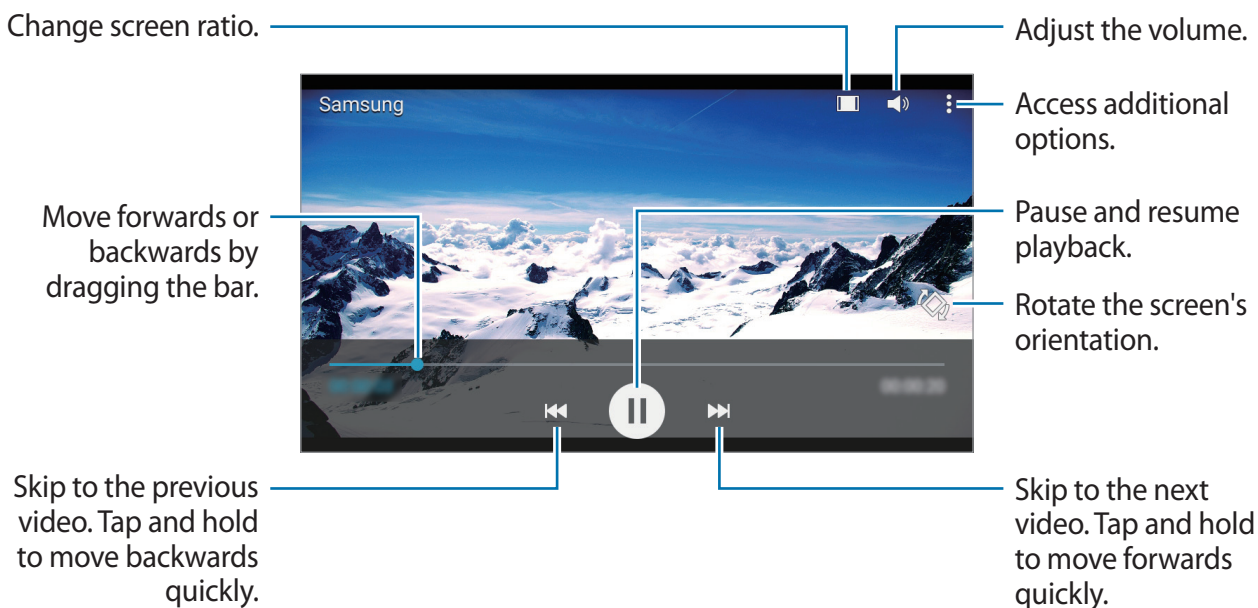 Change screen ratio.
Adjust the volume.
Samsung
Access additional
options.
Move forwards or
backwards by
dragging the bar.
Pause and resume
playback.
Rotate the screen's
orientation.
Skip to the previous
video. Tap and hold
to move backwards
quickly.
Skip to the next
video. Tap and hold
to move forwards
quickly.